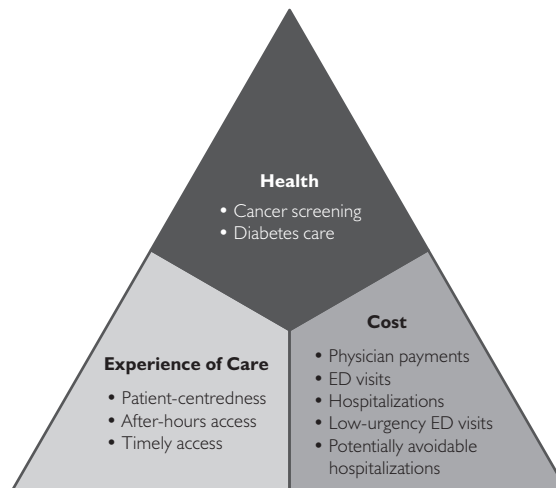 Health
• Cancer screening
• Diabetes care
Experience of Care
• Patient-centredness
• After-hours access
• Timely access
Cost
• Physician payments
• ED visits
• Hospitalizations
• Low-urgency ED visits
• Potentially avoidable
hospitalizations